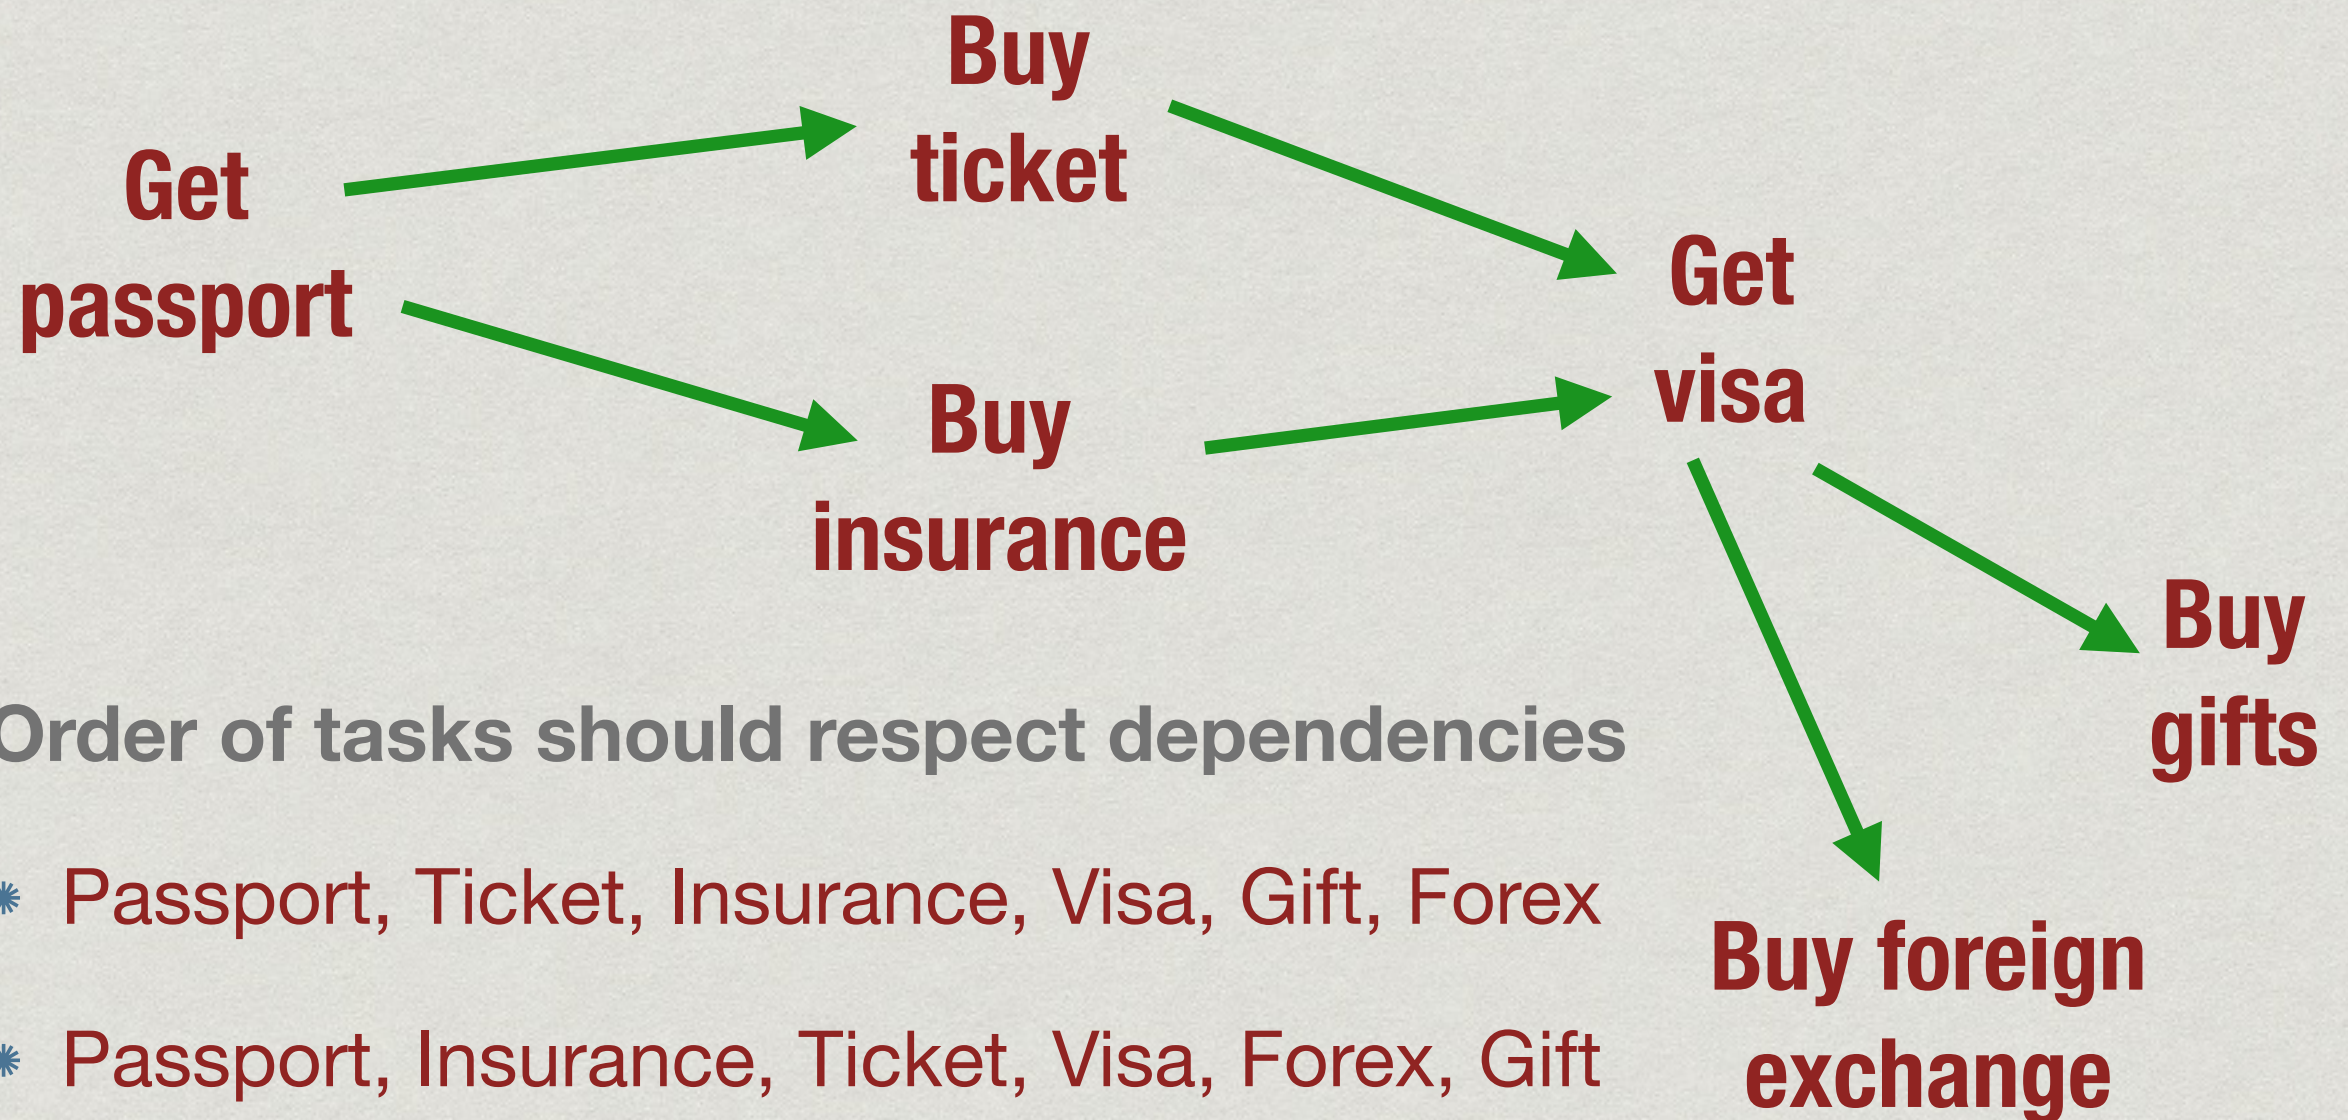 Buy
ticket
Get
passport
Get
visa
Buy
insurance
Buy
gifts
Order of tasks should respect dependencies
Passport, Ticket, Insurance, Visa, Gift, Forex
Passport, Insurance, Ticket, Visa, Forex, Gift
Buy foreign
exchange